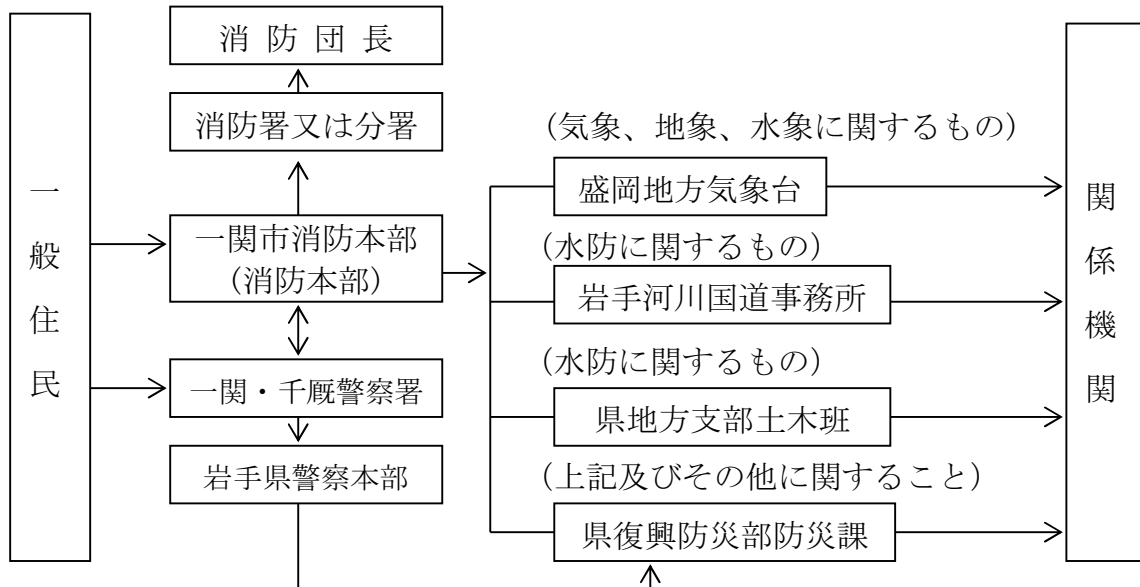 一般住民
消防団長
消防署又は分署
一関市消防本部
(消防本部)
一関・千厩警察署
岩手県警察本部
(気象、地象、水象に関するもの)
盛岡地方気象台
(水防に関するもの)
岩手河川国道事務所
(水防に関するもの)
県地方支部土木班
(上記及びその他に関すること)
県復興防災部防災課
関係機関